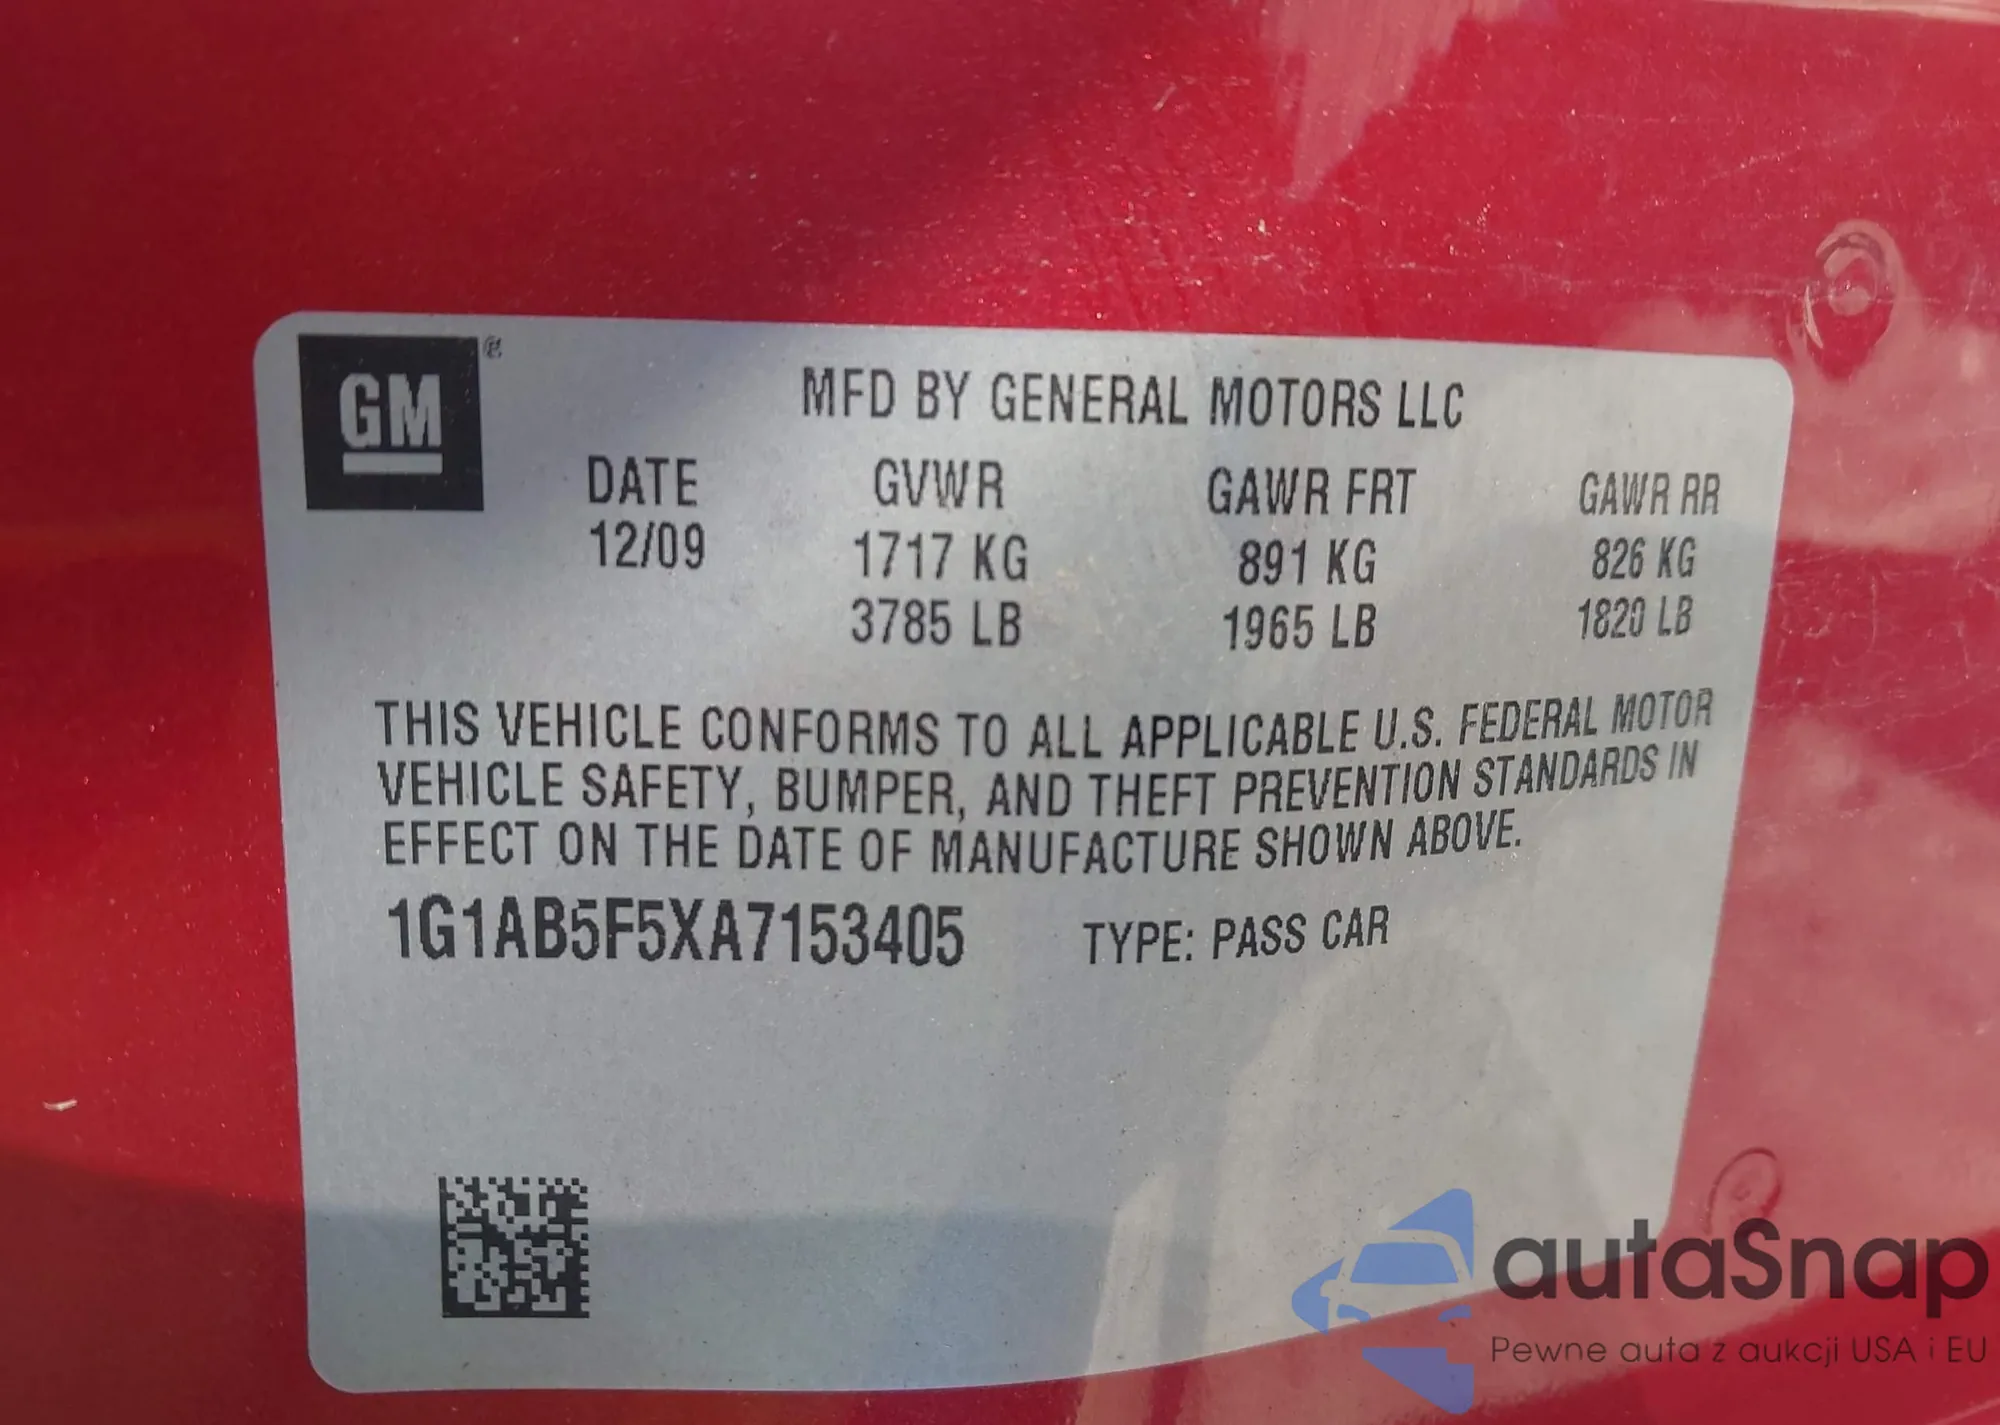 GM
MFD BY GENERAL MOTORS LLC
DATE GVWR GAWR FRT GAWR RR
12/09 1717 KG 891 KG 826 KG
3785 LB 1965 LB 1820 LB
THIS VEHICLE CONFORMS TO ALL APPLICABLE U.S. FEDERAL MOTOR
VEHICLE SAFETY, BUMPER, AND THEFT PREVENTION STANDARDS IN
EFFECT ON THE DATE OF MANUFACTURE SHOWN ABOVE.
1G1AB5F5XA7153405 TYPE: PASS CAR
autaSnap
Pewne auta z aukcji USA i EU